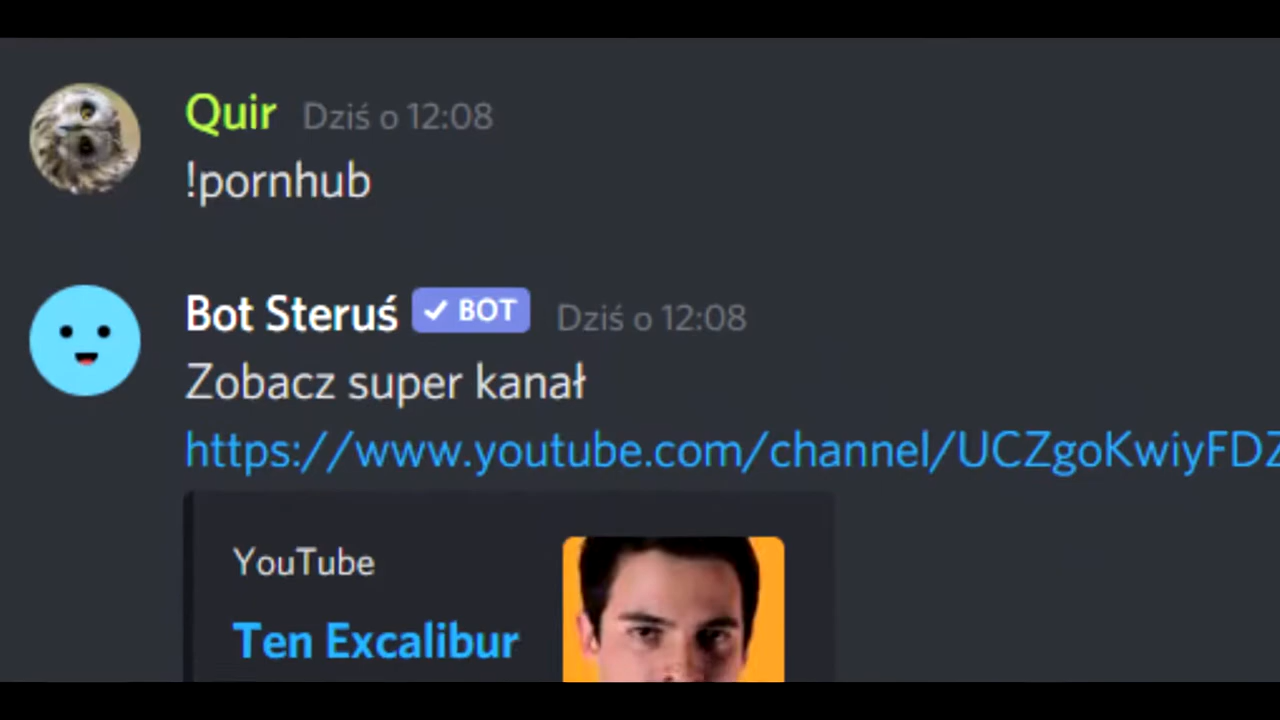 Quir Dziś o 12:08
!pornhub
Bot Steruś ✓ BOT Dziś o 12:08
Zobacz super kanał
https://www.youtube.com/channel/UCZgoKwiyFDZ
YouTube
Ten Excalibur